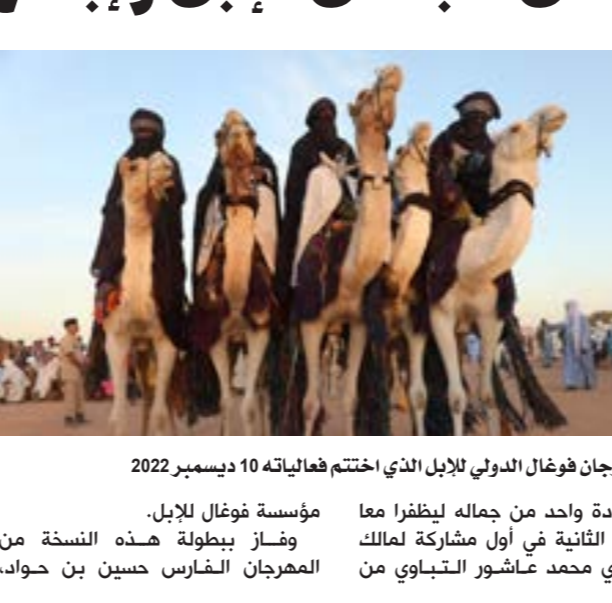 جان فوغال الدولي للإبل الذي اختتم فعالياته 10 ديسمبر 2022
دة واحد من جماله ليظفرا معا
الثانية في أول مشاركة لمالك
ي محمد عاشور التباوي من
مؤسسة فوغال للإبل.
وفاز ببطولة هذه النسخة من
المهرجان الفارس حسين بن حواد،